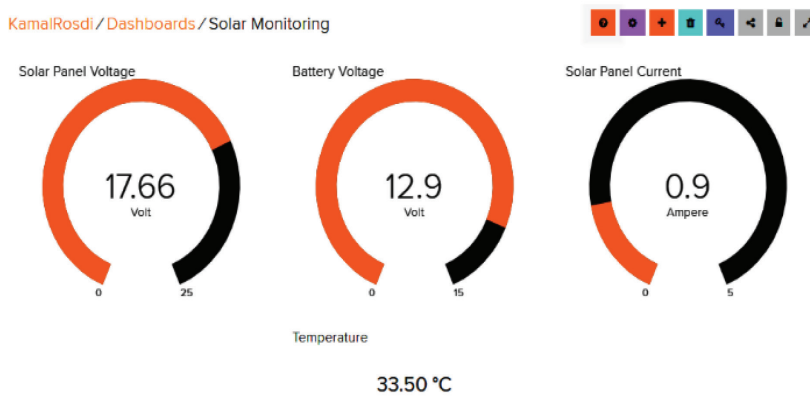 KamalRosdi / Dashboards / Solar Monitoring
Solar Panel Voltage
17.66
Volt
0 25
Battery Voltage
12.9
Volt
0 15
Solar Panel Current
0.9
Ampere
0 5
Temperature
33.50 °C